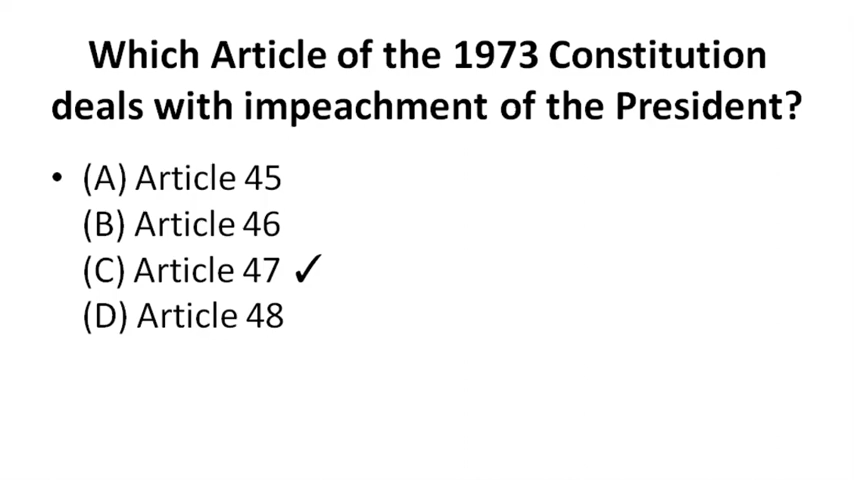 Which Article of the 1973 Constitution
deals with impeachment of the President?
• (A) Article 45
(B) Article 46
(C) Article 47 ✓
(D) Article 48